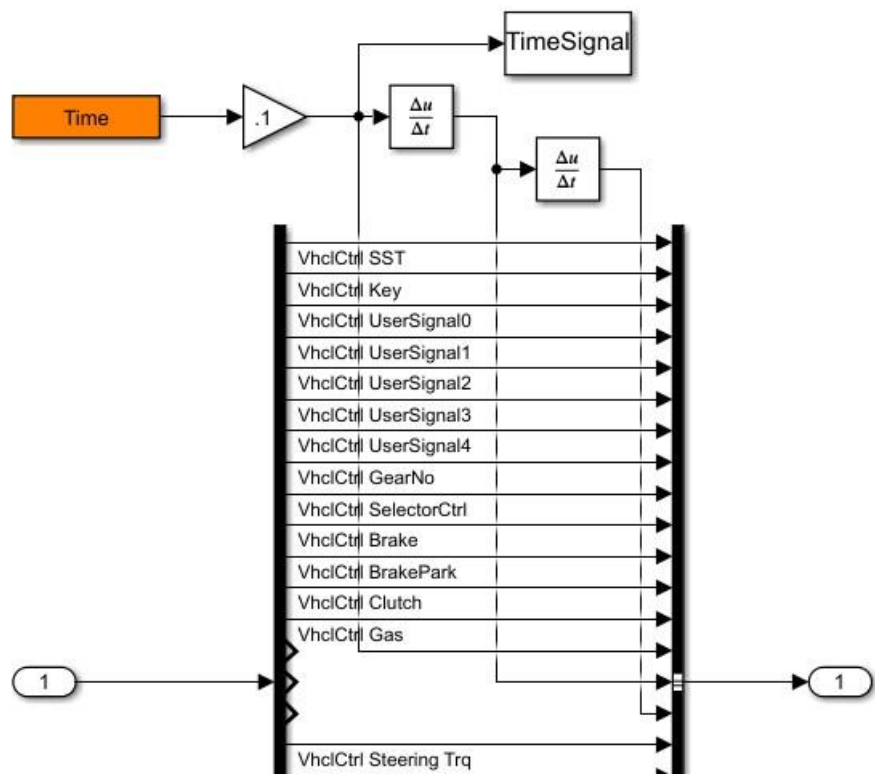 TimeSignal
Time
.1
Δu
Δt
Δu
Δt
VhclCtrl SST
VhclCtrl Key
VhclCtrl UserSignal0
VhclCtrl UserSignal1
VhclCtrl UserSignal2
VhclCtrl UserSignal3
VhclCtrl UserSignal4
VhclCtrl GearNo
VhclCtrl SelectorCtrl
VhclCtrl Brake
VhclCtrl BrakePark
VhclCtrl Clutch
VhclCtrl Gas
1
1
VhclCtrl Steering Trq